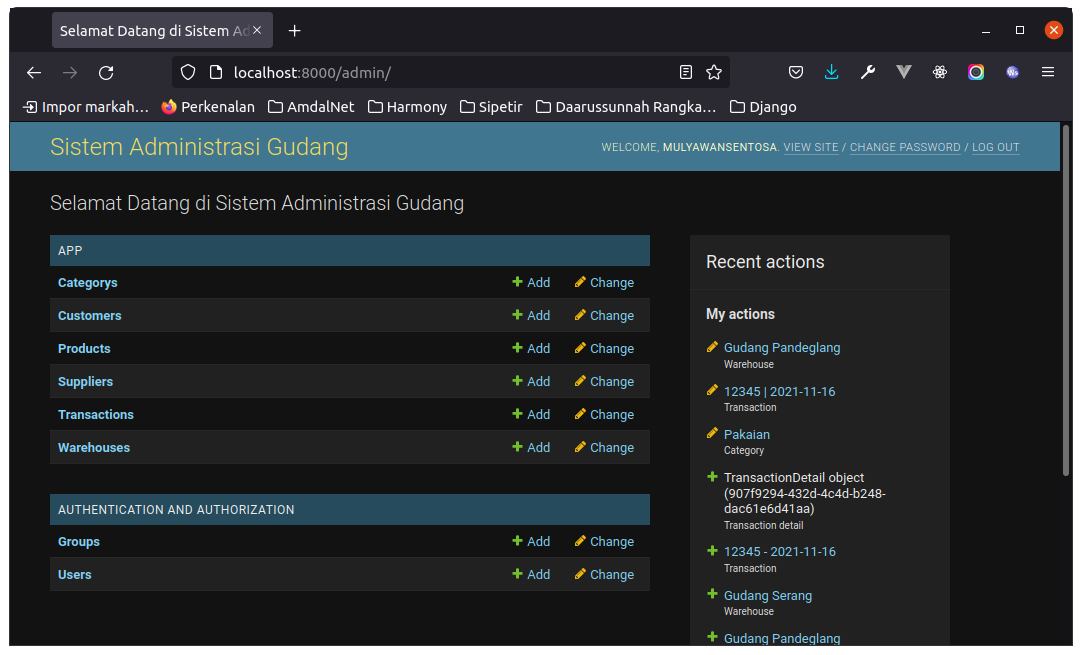 Selamat Datang di Sistem Ad
localhost:8000/admin/
Impor markah… Perkenalan AmdalNet Harmony Sipetir Daarussunnah Rangka… Django
Sistem Administrasi Gudang
WELCOME, MULYAWANSENTOSA. VIEW SITE / CHANGE PASSWORD / LOG OUT
Selamat Datang di Sistem Administrasi Gudang
APP
Categorys Add Change
Customers Add Change
Products Add Change
Suppliers Add Change
Transactions Add Change
Warehouses Add Change
AUTHENTICATION AND AUTHORIZATION
Groups Add Change
Users Add Change
Recent actions
My actions
Gudang Pandeglang
Warehouse
12345 | 2021-11-16
Transaction
Pakaian
Category
TransactionDetail object
(907f9294-432d-4c4d-b248-
dac61e6d41aa)
Transaction detail
12345 - 2021-11-16
Transaction
Gudang Serang
Warehouse
Gudang Pandeglang